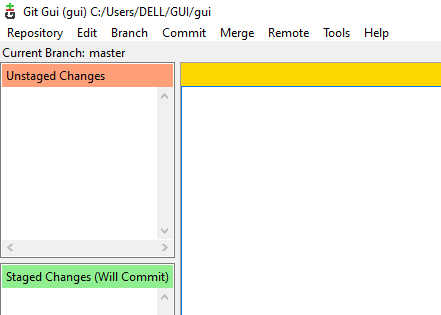 Git Gui (gui) C:/Users/DELL/GUI/gui
Repository Edit Branch Commit Merge Remote Tools Help
Current Branch: master
Unstaged Changes
Staged Changes (Will Commit)